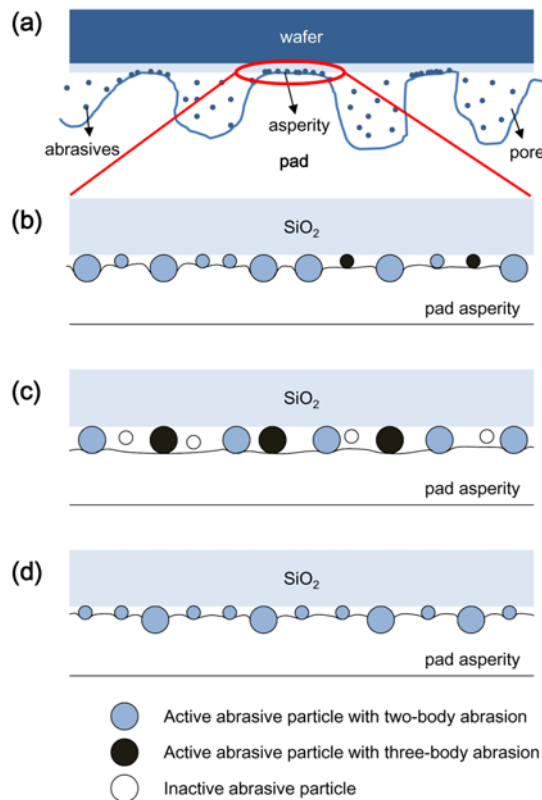 (a)
wafer
abrasives
asperity
pore
pad
(b)
SiO₂
pad asperity
(c)
SiO₂
pad asperity
(d)
SiO₂
pad asperity
Active abrasive particle with two-body abrasion
Active abrasive particle with three-body abrasion
Inactive abrasive particle